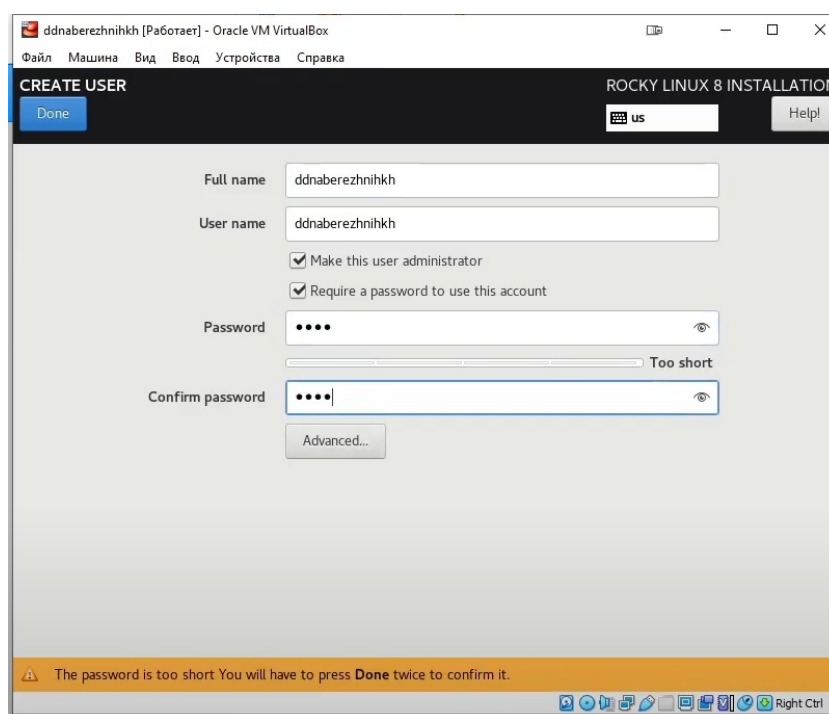 ddnaberezhnihkh [Работает] - Oracle VM VirtualBox
Файл Машина Вид Ввод Устройства Справка
CREATE USER
ROCKY LINUX 8 INSTALLATION
Done
us
Help!
Full name
ddnaberezhnihkh
User name
ddnaberezhnihkh
Make this user administrator
Require a password to use this account
Password
••••
Too short
Confirm password
••••
Advanced...
The password is too short You will have to press Done twice to confirm it.
Right Ctrl